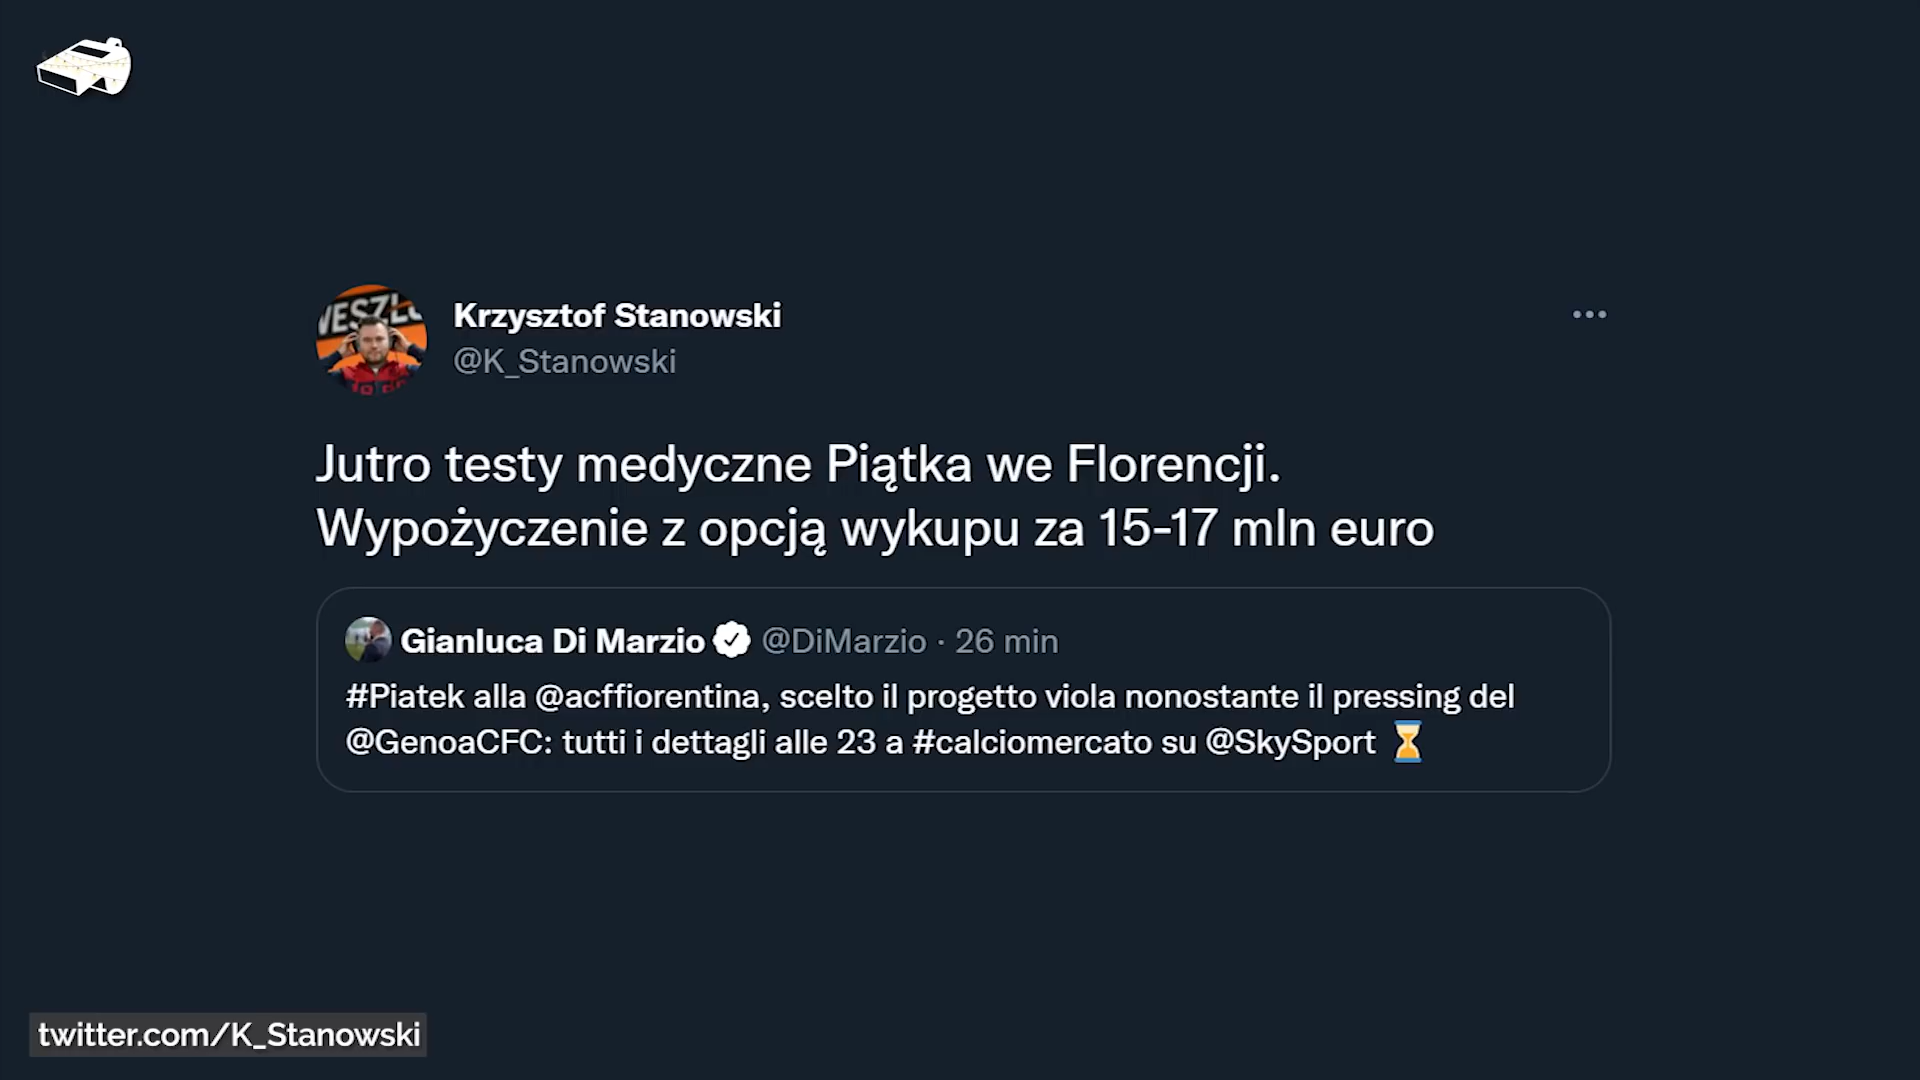 Krzysztof Stanowski
@K_Stanowski
Jutro testy medyczne Piątka we Florencji.
Wypożyczenie z opcją wykupu za 15-17 mln euro
Gianluca Di Marzio @DiMarzio · 26 min
#Piatek alla @acffiorentina, scelto il progetto viola nonostante il pressing del
@GenoaCFC: tutti i dettagli alle 23 a #calciomercato su @SkySport ⏳
twitter.com/K_Stanowski